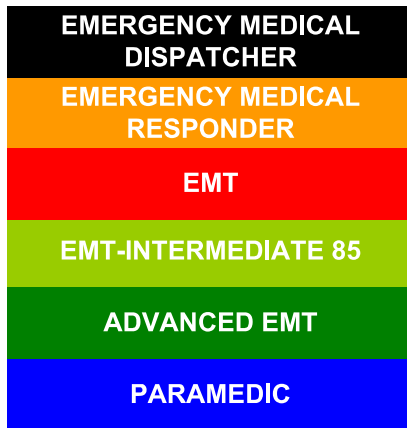 EMERGENCY MEDICAL
DISPATCHER
EMERGENCY MEDICAL
RESPONDER
EMT
EMT-INTERMEDIATE 85
ADVANCED EMT
PARAMEDIC